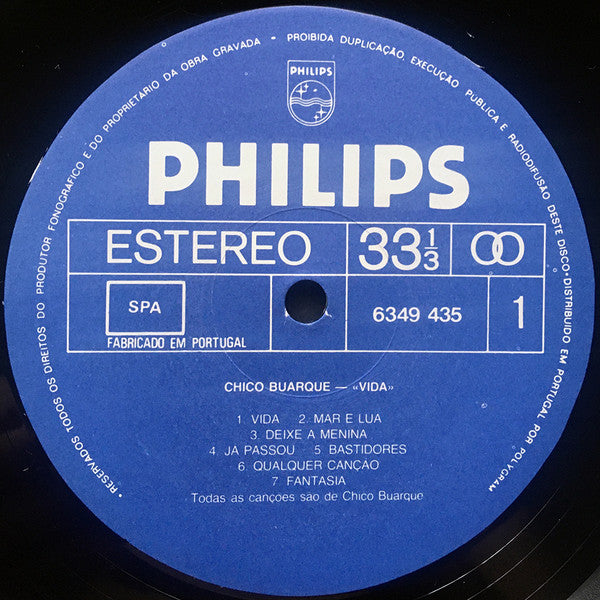 • RESERVADOS TODOS OS DIREITOS DO PRODUTOR FONOGRAFICO E DO PROPRIETARIO DA OBRA GRAVADA • PROIBIDA DUPLICAÇÃO, EXECUÇÃO PUBLICA E RADIODIFUSÃO DESTE DISCO • DISTRIBUIDO EM PORTUGAL POR POLYGRAM •
PHILIPS
PHILIPS
ESTEREO
33 1/3
SPA
FABRICADO EM PORTUGAL
6349 435
1
CHICO BUARQUE — «VIDA»
1 VIDA 2 MAR E LUA
3 DEIXE A MENINA
4 JA PASSOU 5 BASTIDORES
6 QUALQUER CANÇAO
7 FANTASIA
Todas as canções são de Chico Buarque